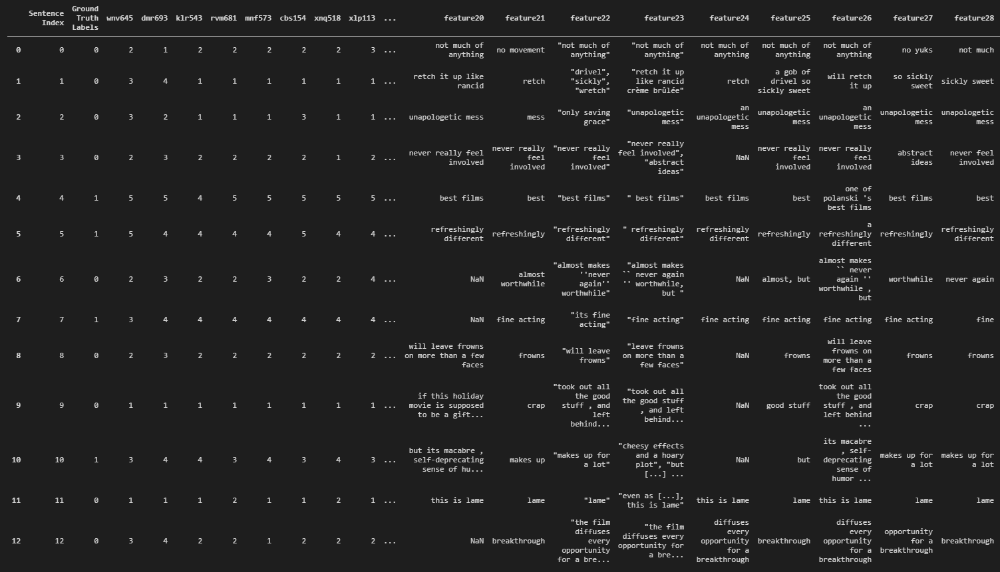 Sentence Index Ground Truth Labels wnv645 dmr693 klr543 rvm681 mnf573 cbs154 xnq518 xlp113 ... feature20 feature21 feature22 feature23 feature24 feature25 feature26 feature27 feature28
0 0 0 2 1 2 2 2 2 2 3 ... not much of anything no movement "not much of anything" "not much of anything" not much of anything not much of anything not much of anything no yuks not much
1 1 0 3 4 1 1 1 1 1 1 ... retch it up like rancid retch "drivel", "sickly", "wretch" "retch it up like rancid crème brûlée" retch a gob of drivel so sickly sweet will retch it up so sickly sweet sickly sweet
2 2 0 3 2 1 1 1 3 1 1 ... unapologetic mess mess "only saving grace" "unapologetic mess" an unapologetic mess unapologetic mess an unapologetic mess unapologetic mess unapologetic mess
3 3 0 2 3 2 2 2 2 1 2 ... never really feel involved never really feel involved "never really feel involved" "never really feel involved", "abstract ideas" NaN never really feel involved never really feel involved abstract ideas never feel involved
4 4 1 5 5 4 5 5 5 5 5 ... best films best "best films" " best films" best films best one of polanski 's best films best films best
5 5 1 5 4 4 4 4 5 4 4 ... refreshingly different refreshingly "refreshingly different" " refreshingly different" refreshingly different refreshingly a refreshingly different refreshingly refreshingly different
6 6 0 2 3 2 2 3 2 2 4 ... NaN almost worthwhile "almost makes ''never again'' worthwhile" "almost makes `` never again '' worthwhile, but " NaN almost, but almost makes `` never again '' worthwhile , but worthwhile never again
7 7 1 3 4 4 4 4 4 4 4 ... NaN fine acting "its fine acting" "fine acting" fine acting fine acting fine acting fine acting fine
8 8 0 2 3 2 2 2 2 2 2 ... will leave frowns on more than a few faces frowns "will leave frowns" "leave frowns on more than a few faces" NaN frowns will leave frowns on more than a few faces frowns frowns
9 9 0 1 1 1 1 1 1 1 1 ... if this holiday movie is supposed to be a gift... crap "took out all the good stuff , and left behind... "took out all the good stuff , and left behind... NaN good stuff took out all the good stuff , and left behind ... crap crap
10 10 1 3 4 4 3 4 3 4 3 ... but its macabre , self-deprecating sense of hu... makes up "makes up for a lot" "cheesy effects and a hoary plot", "but [...] ... NaN but its macabre , self-deprecating sense of humor ... makes up for a lot makes up for a lot
11 11 0 1 1 1 2 1 1 2 1 ... this is lame lame "lame" "even as [...], this is lame" this is lame lame this is lame lame lame
12 12 0 3 4 2 2 1 2 2 2 ... NaN breakthrough "the film diffuses every opportunity for a bre... "the film diffuses every opportunity for a bre... diffuses every opportunity for a breakthrough breakthrough diffuses every opportunity for a breakthrough opportunity for a breakthrough breakthrough